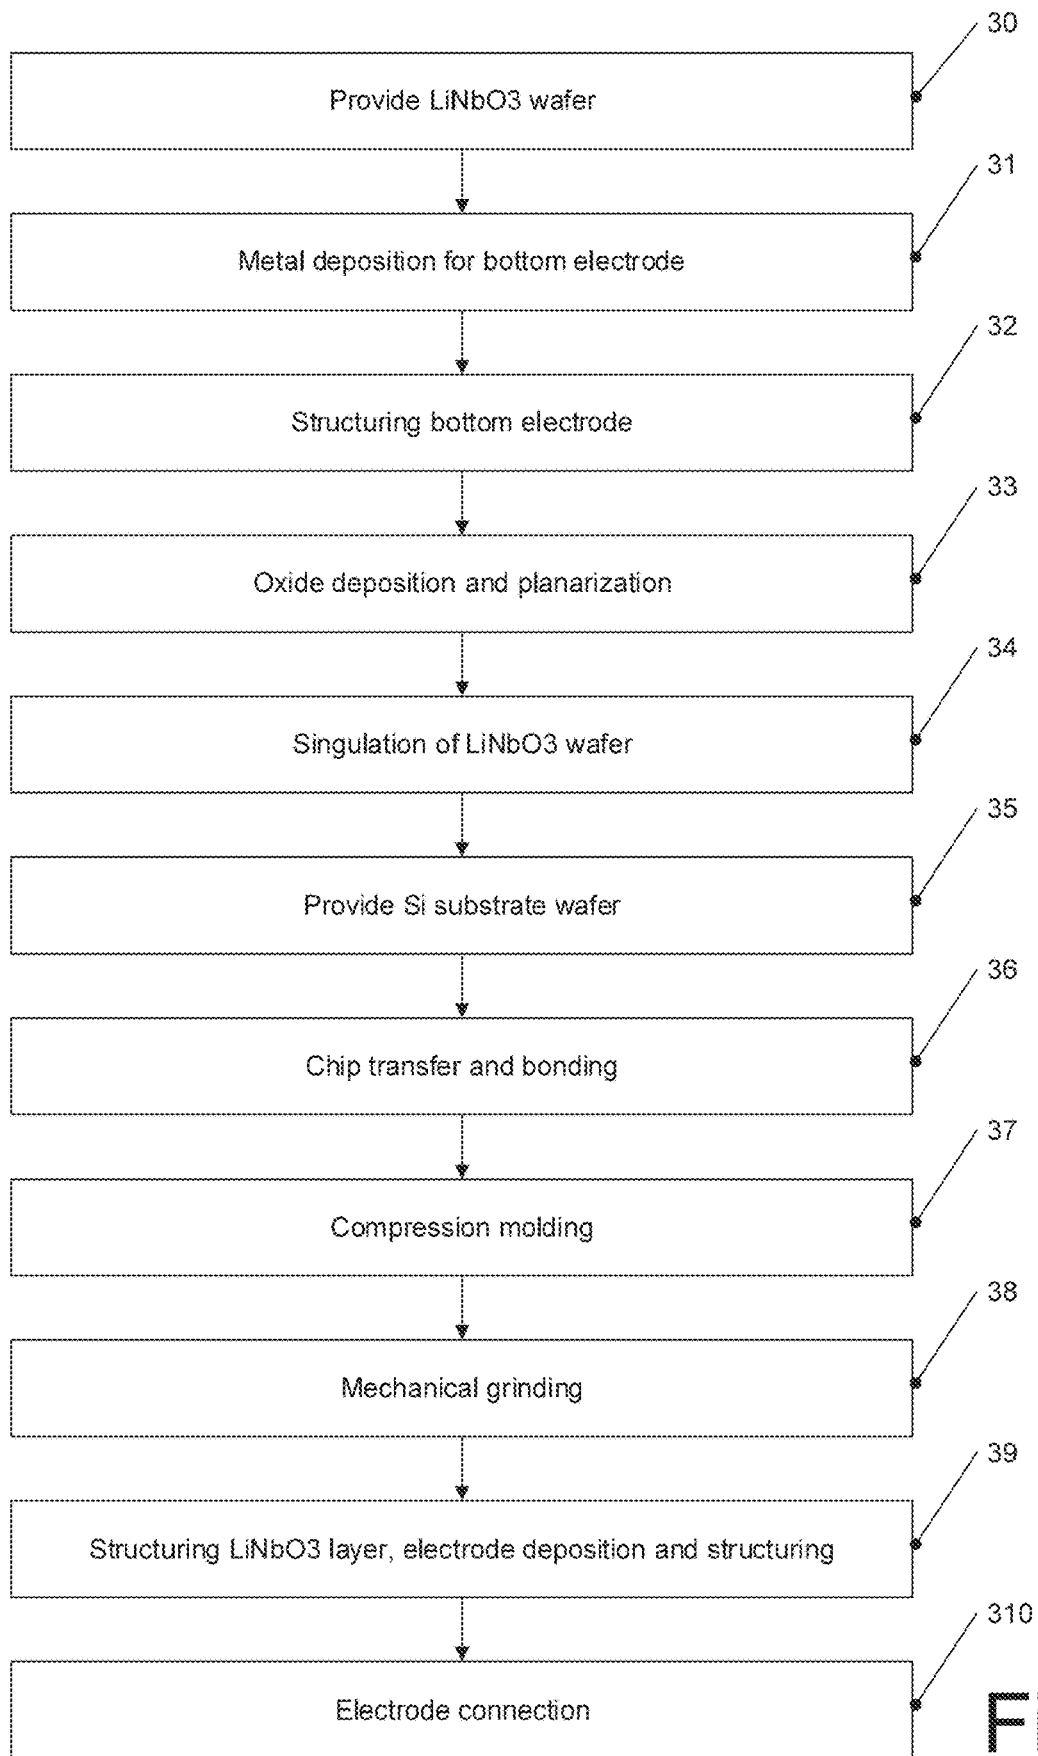 30
Provide LiNbO3 wafer
31
Metal deposition for bottom electrode
32
Structuring bottom electrode
33
Oxide deposition and planarization
34
Singulation of LiNbO3 wafer
35
Provide Si substrate wafer
36
Chip transfer and bonding
37
Compression molding
38
Mechanical grinding
39
Structuring LiNbO3 layer, electrode deposition and structuring
310
Electrode connection